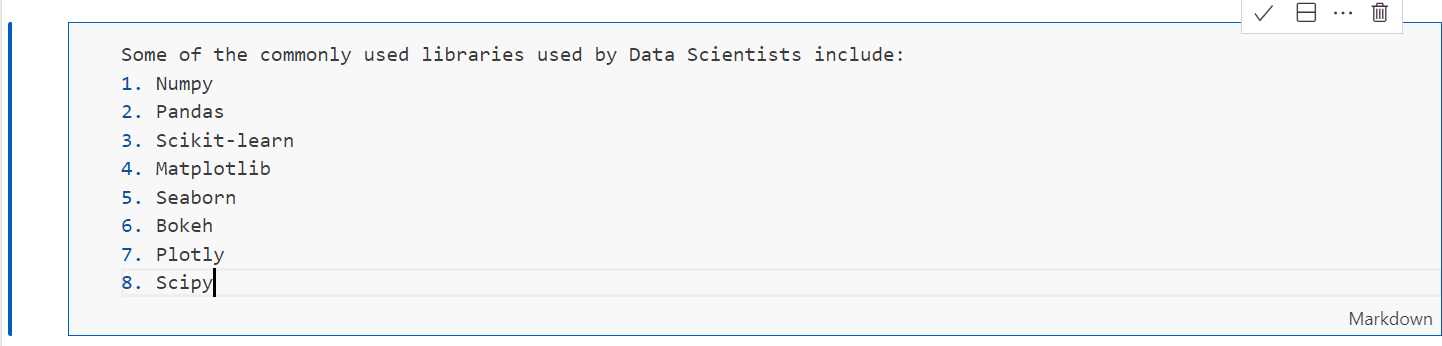 Some of the commonly used libraries used by Data Scientists include:
1. Numpy
2. Pandas
3. Scikit-learn
4. Matplotlib
5. Seaborn
6. Bokeh
7. Plotly
8. Scipy
Markdown